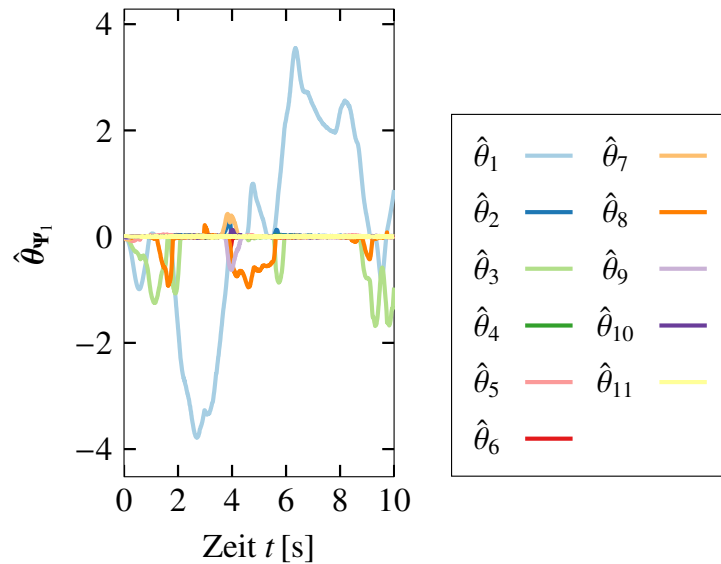 4
2
0
−2
−4
θ̂_Ψ₁
0 2 4 6 8 10
Zeit t [s]
θ̂₁ θ̂₇
θ̂₂ θ̂₈
θ̂₃ θ̂₉
θ̂₄ θ̂₁₀
θ̂₅ θ̂₁₁
θ̂₆